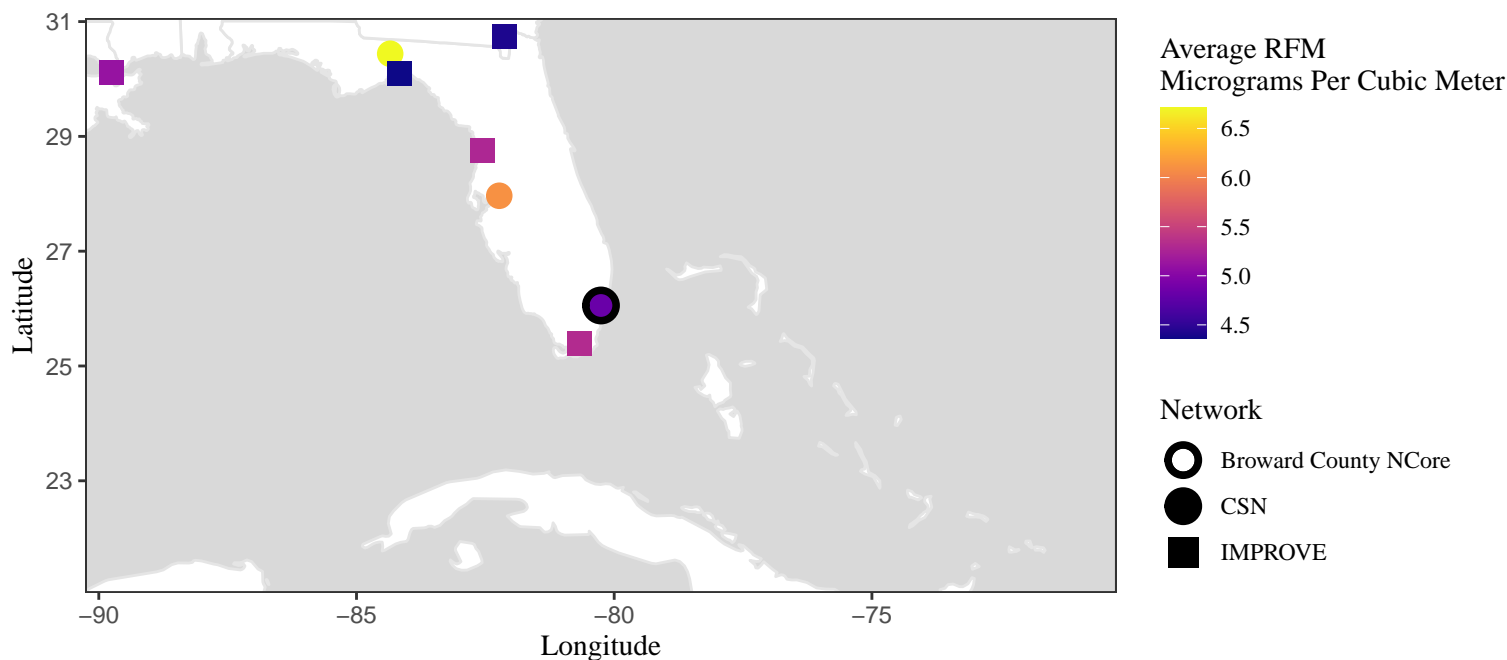 31
29
27
25
23
Latitude
−90
−85
−80
−75
Longitude
Average RFM
Micrograms Per Cubic Meter
6.5
6.0
5.5
5.0
4.5
Network
Broward County NCore
CSN
IMPROVE